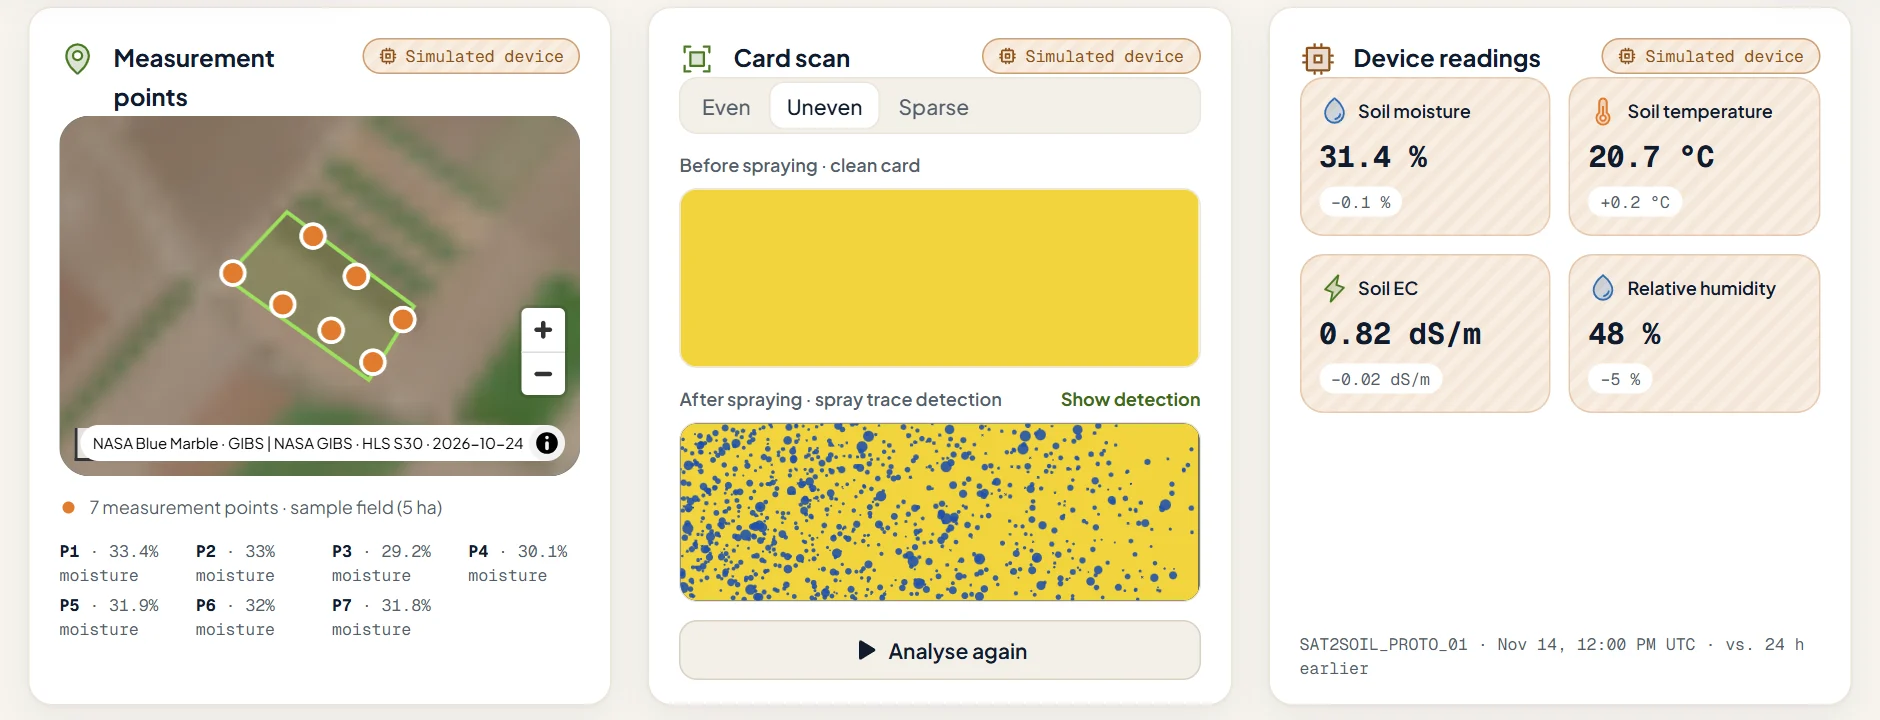 Measurement
points
Simulated device
NASA Blue Marble · GIBS | NASA GIBS · HLS S30 · 2026-10-24
7 measurement points · sample field (5 ha)
P1 · 33.4% moisture
P2 · 33% moisture
P3 · 29.2% moisture
P4 · 30.1% moisture
P5 · 31.9% moisture
P6 · 32% moisture
P7 · 31.8% moisture
Card scan
Simulated device
Even Uneven Sparse
Before spraying · clean card
After spraying · spray trace detection Show detection
Analyse again
Device readings
Simulated device
Soil moisture
31.4 %
-0.1 %
Soil temperature
20.7 °C
+0.2 °C
Soil EC
0.82 dS/m
-0.02 dS/m
Relative humidity
48 %
-5 %
SAT2SOIL_PROTO_01 · Nov 14, 12:00 PM UTC · vs. 24 h
earlier